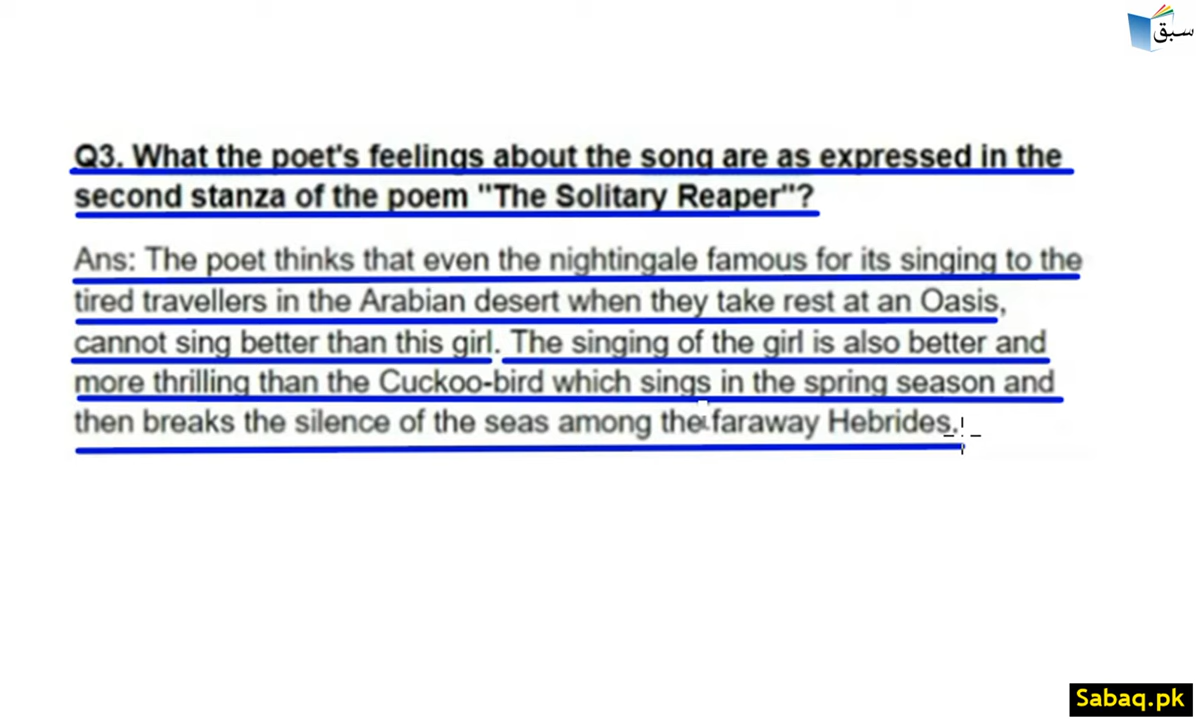 سبق
Q3. What the poet's feelings about the song are as expressed in the
second stanza of the poem "The Solitary Reaper"?
Ans: The poet thinks that even the nightingale famous for its singing to the
tired travellers in the Arabian desert when they take rest at an Oasis,
cannot sing better than this girl. The singing of the girl is also better and
more thrilling than the Cuckoo-bird which sings in the spring season and
then breaks the silence of the seas among the faraway Hebrides.
Sabaq.pk